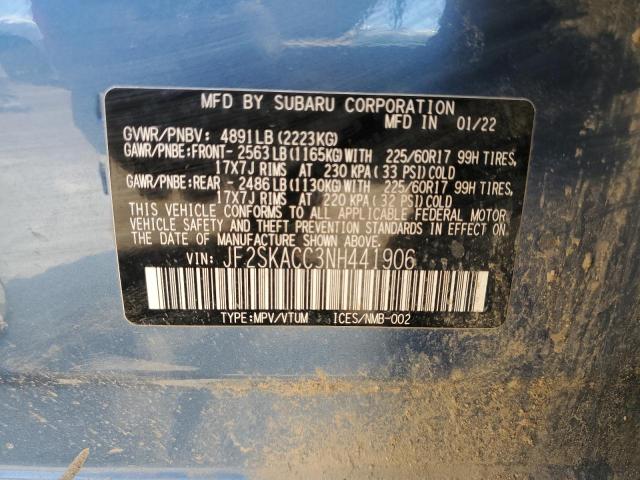 MFD BY SUBARU CORPORATION
MFD IN 01/22
GVWR/PNBV: 4891LB(2223KG)
GAWR/PNBE:FRONT- 2563LB(1165KG)WITH 225/60R17 99H TIRES,
17X7J RIMS AT 230 KPA(33 PSI)COLD
GAWR/PNBE:REAR - 2486LB(1130KG)WITH 225/60R17 99H TIRES,
17X7J RIMS AT 220 KPA(32 PSI)COLD
THIS VEHICLE CONFORMS TO ALL APPLICABLE FEDERAL MOTOR
VEHICLE SAFETY, BUMPER, AND THEFT PREVENTION STANDARDS
IN EFFECT ON THE DATE OF MANUFACTURE SHOWN ABOVE.
VIN: JF2SKACC3NH441906
TYPE:MPV/VTUM ICES/NMB-002